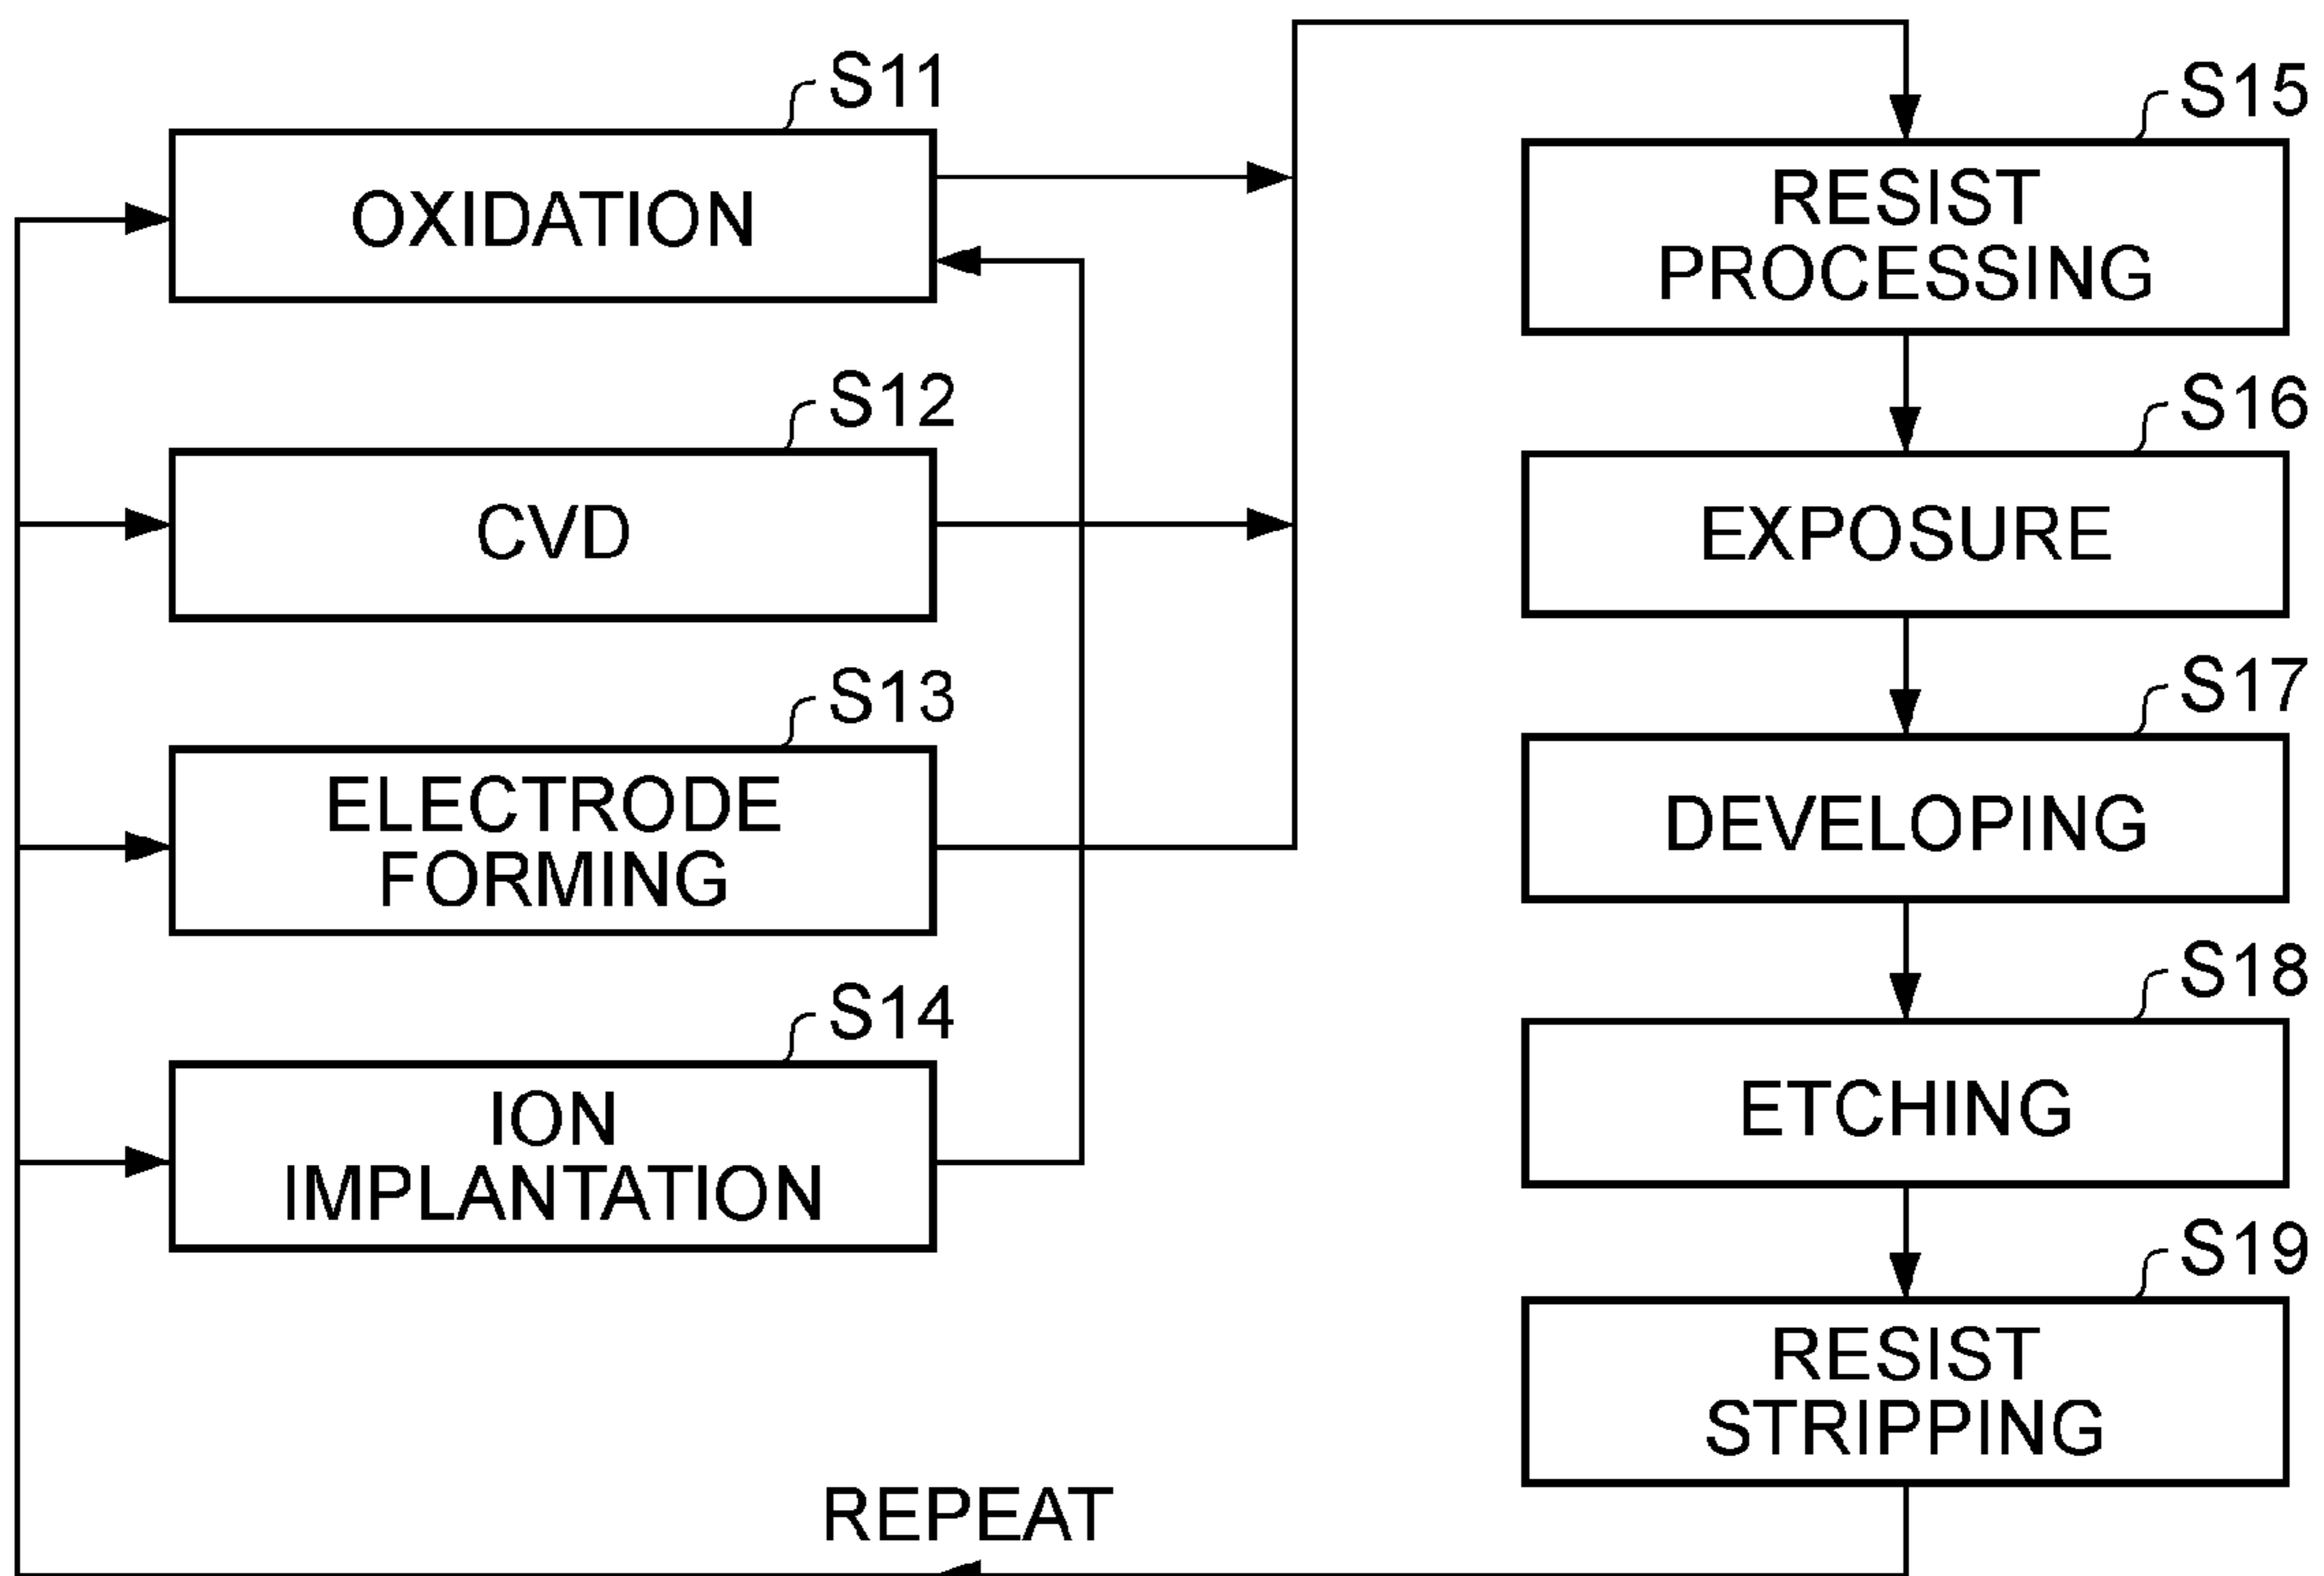 S11
OXIDATION
S12
CVD
S13
ELECTRODE
FORMING
S14
ION
IMPLANTATION
S15
RESIST
PROCESSING
S16
EXPOSURE
S17
DEVELOPING
S18
ETCHING
S19
RESIST
STRIPPING
REPEAT